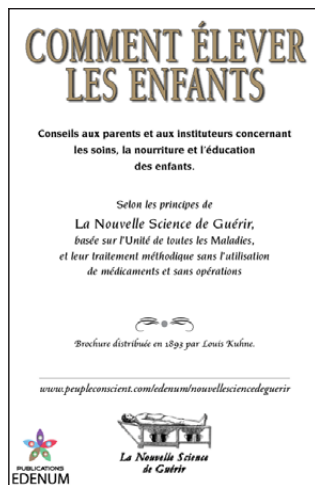 COMMENT ÉLEVER
LES ENFANTS
Conseils aux parents et aux instituteurs concernant
les soins, la nourriture et l'éducation
des enfants.
Selon les principes de
La Nouvelle Science de Guérir,
basée sur l'Unité de toutes les Maladies,
et leur traitement méthodique sans l'utilisation
de médicaments et sans opérations
Brochure distribuée en 1893 par Louis Kuhne.
www.peupleconscient.com/edenum/nouvellesciencedeguerir
PUBLICATIONS
EDENUM
La Nouvelle Science
de Guérir